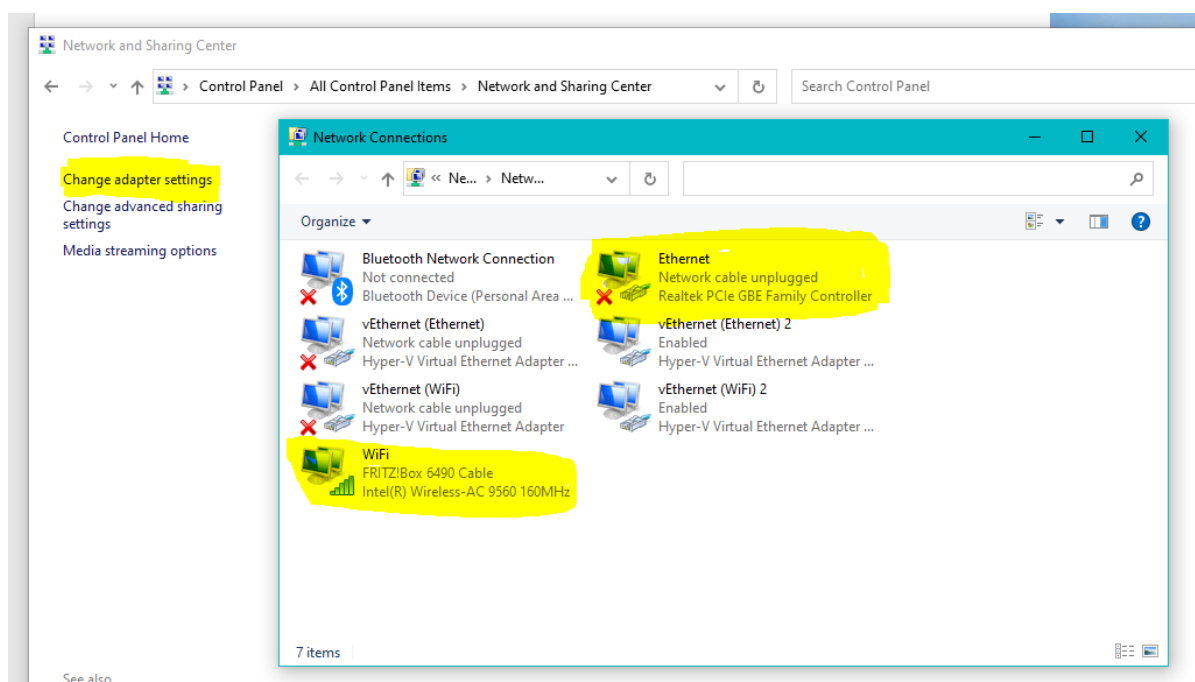 Network and Sharing Center
Control Panel > All Control Panel Items > Network and Sharing Center
Search Control Panel
Control Panel Home
Change adapter settings
Change advanced sharing
settings
Media streaming options
Network Connections
« Ne... > Netw...
Organize
Bluetooth Network Connection
Not connected
Bluetooth Device (Personal Area ...
Ethernet
Network cable unplugged
Realtek PCIe GBE Family Controller
vEthernet (Ethernet)
Network cable unplugged
Hyper-V Virtual Ethernet Adapter ...
vEthernet (Ethernet) 2
Enabled
Hyper-V Virtual Ethernet Adapter ...
vEthernet (WiFi)
Network cable unplugged
Hyper-V Virtual Ethernet Adapter
vEthernet (WiFi) 2
Enabled
Hyper-V Virtual Ethernet Adapter ...
WiFi
FRITZ!Box 6490 Cable
Intel(R) Wireless-AC 9560 160MHz
7 items
See also